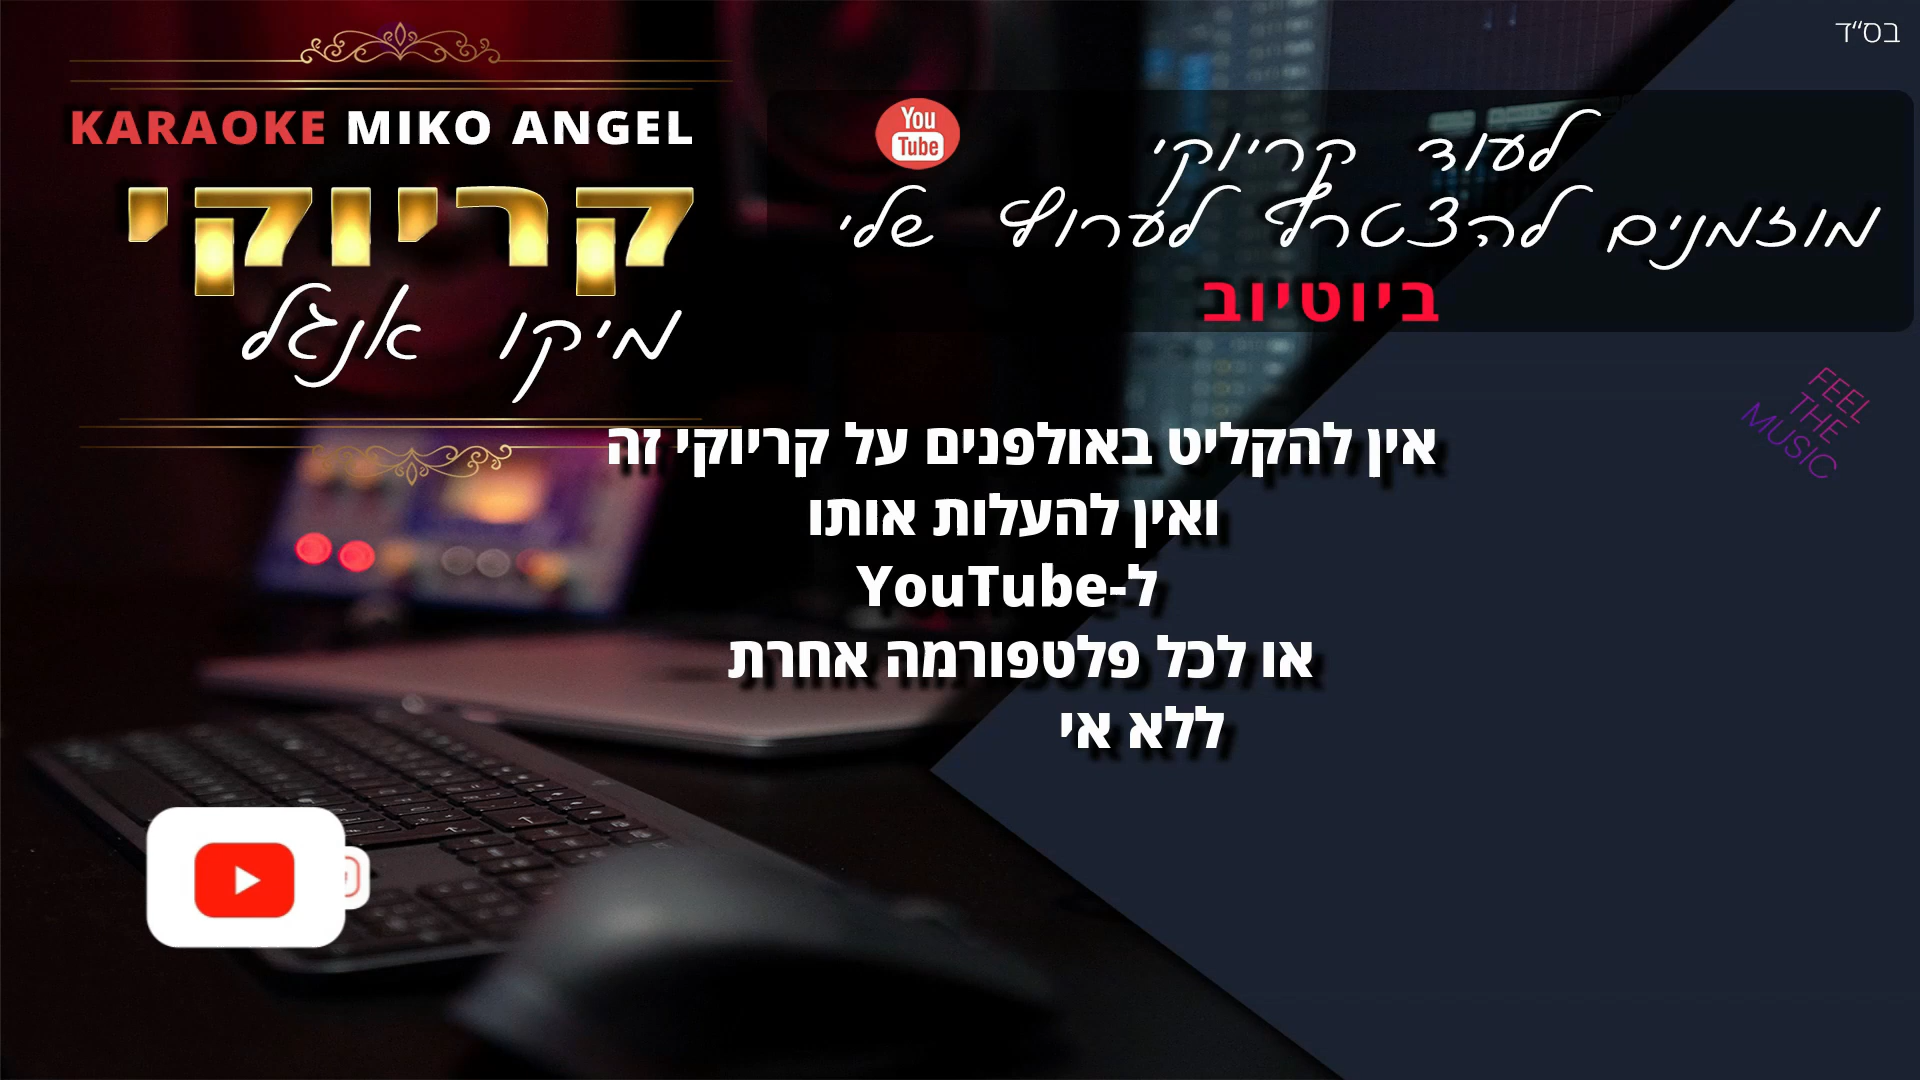 בס״ד
KARAOKE MIKO ANGEL
קריוקי
מיקו אנגל
You
Tube
לעוד קריוקי
מוזמנים להצטרף לערוץ שלי
ביוטיוב
FEEL
THE
MUSIC
אין להקליט באולפנים על קריוקי זה
ואין להעלות אותו
ל-YouTube
או לכל פלטפורמה אחרת
ללא אי